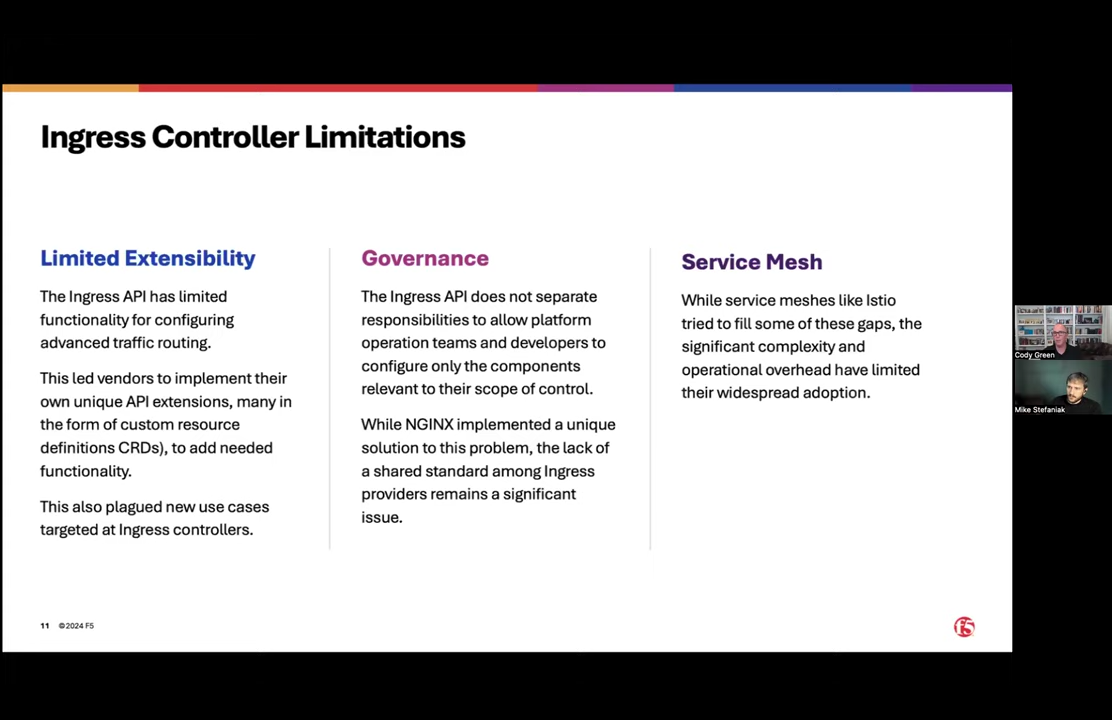 Ingress Controller Limitations
Limited Extensibility
The Ingress API has limited
functionality for configuring
advanced traffic routing.
This led vendors to implement their
own unique API extensions, many in
the form of custom resource
definitions CRDs), to add needed
functionality.
This also plagued new use cases
targeted at Ingress controllers.
Governance
The Ingress API does not separate
responsibilities to allow platform
operation teams and developers to
configure only the components
relevant to their scope of control.
While NGINX implemented a unique
solution to this problem, the lack of
a shared standard among Ingress
providers remains a significant
issue.
Service Mesh
While service meshes like Istio
tried to fill some of these gaps, the
significant complexity and
operational overhead have limited
their widespread adoption.
Cody Green
Mike Stefaniak
11 ©2024 F5
f5